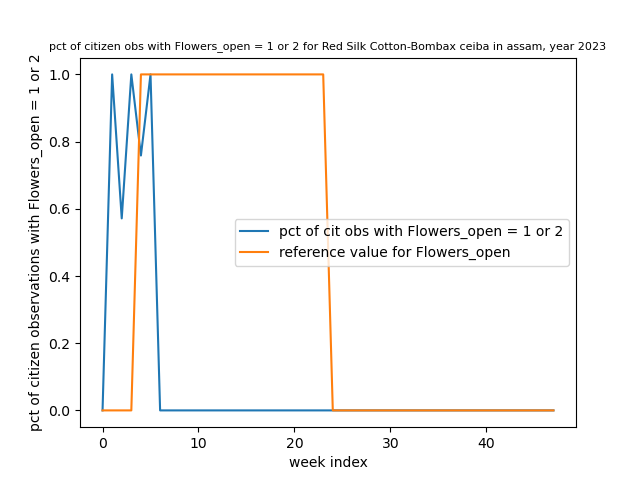 pct of citizen obs with Flowers_open = 1 or 2 for Red Silk Cotton-Bombax ceiba in assam, year 2023
pct of citizen observations with Flowers_open = 1 or 2
1.0
0.8
0.6
0.4
0.2
0.0
pct of cit obs with Flowers_open = 1 or 2
reference value for Flowers_open
0 10 20 30 40
week index